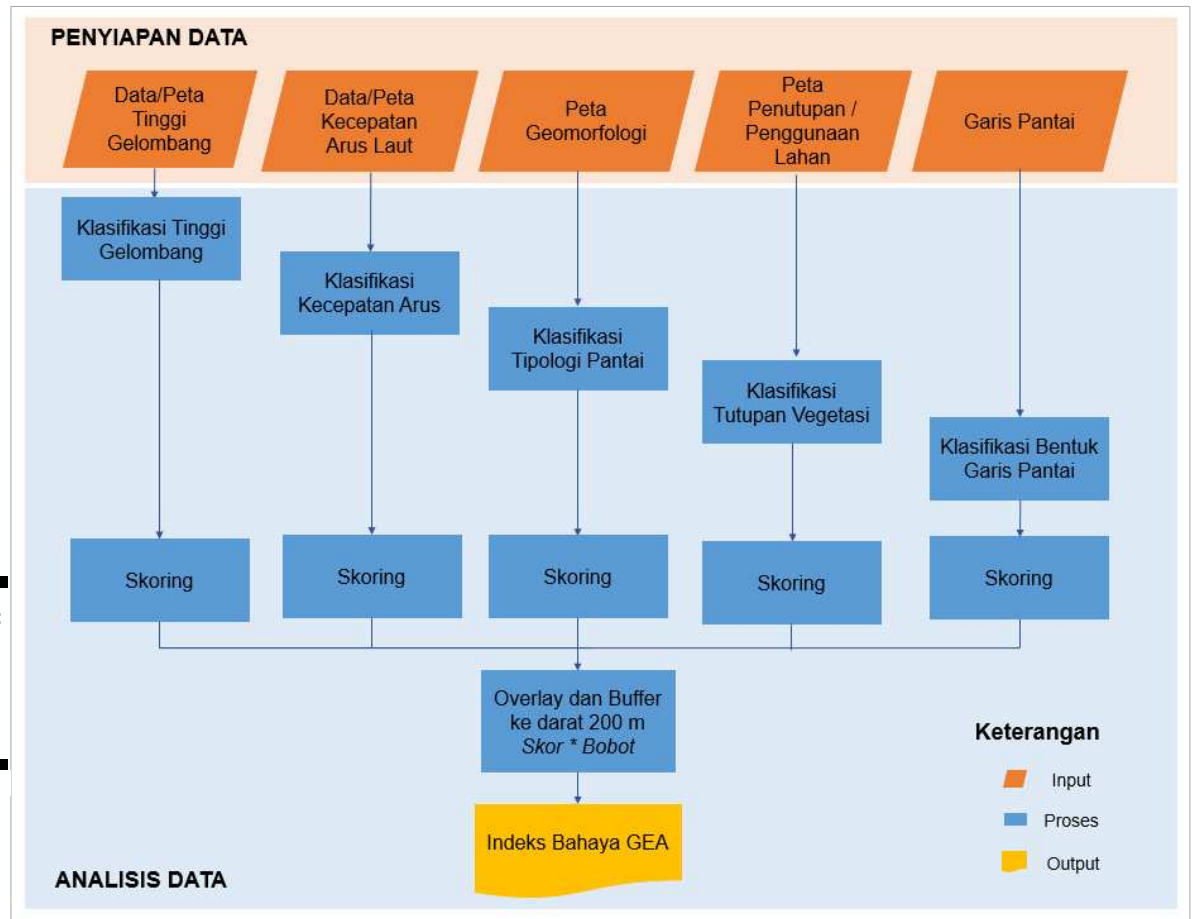 PENYIAPAN DATA
Data/Peta
Tinggi
Gelombang
Data/Peta
Kecepatan
Arus Laut
Peta
Geomorfologi
Peta
Penutupan /
Penggunaan
Lahan
Garis Pantai
Klasifikasi Tinggi
Gelombang
Klasifikasi
Kecepatan Arus
Klasifikasi
Tipologi Pantai
Klasifikasi
Tutupan Vegetasi
Klasifikasi Bentuk
Garis Pantai
Skoring
Skoring
Skoring
Skoring
Skoring
Overlay dan Buffer
ke darat 200 m
Skor * Bobot
Indeks Bahaya GEA
Keterangan
Input
Proses
Output
ANALISIS DATA